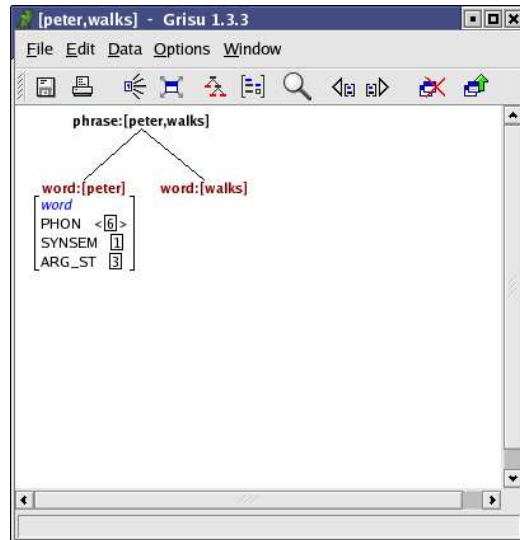 [peter,walks] - Grisu 1.3.3
File Edit Data Options Window
phrase:[peter,walks]
word:[peter] word:[walks]
word
PHON <6>
SYNSEM 1
ARG_ST 3